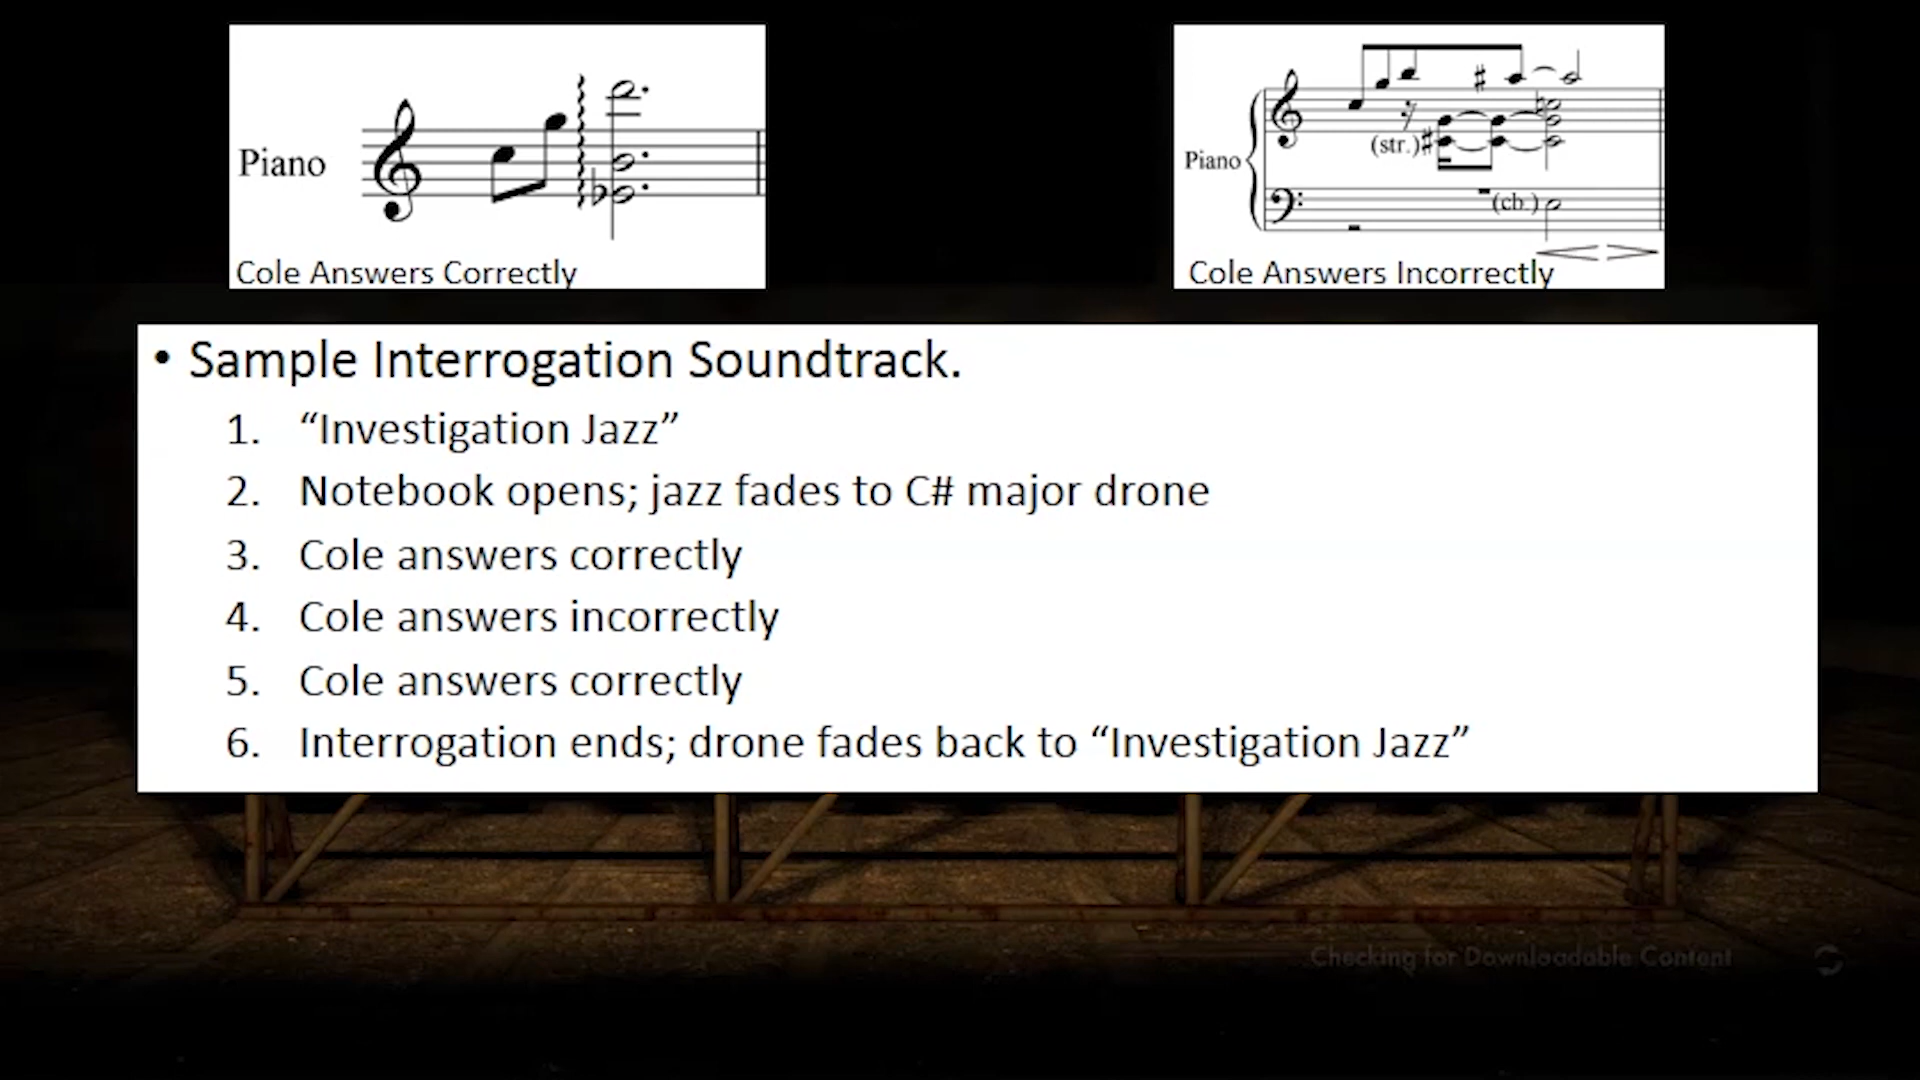 Piano
Cole Answers Correctly
(str.)
Piano
(cb.)
Cole Answers Incorrectly
• Sample Interrogation Soundtrack.
1. “Investigation Jazz”
2. Notebook opens; jazz fades to C# major drone
3. Cole answers correctly
4. Cole answers incorrectly
5. Cole answers correctly
6. Interrogation ends; drone fades back to “Investigation Jazz”
Checking for Downloadable Content